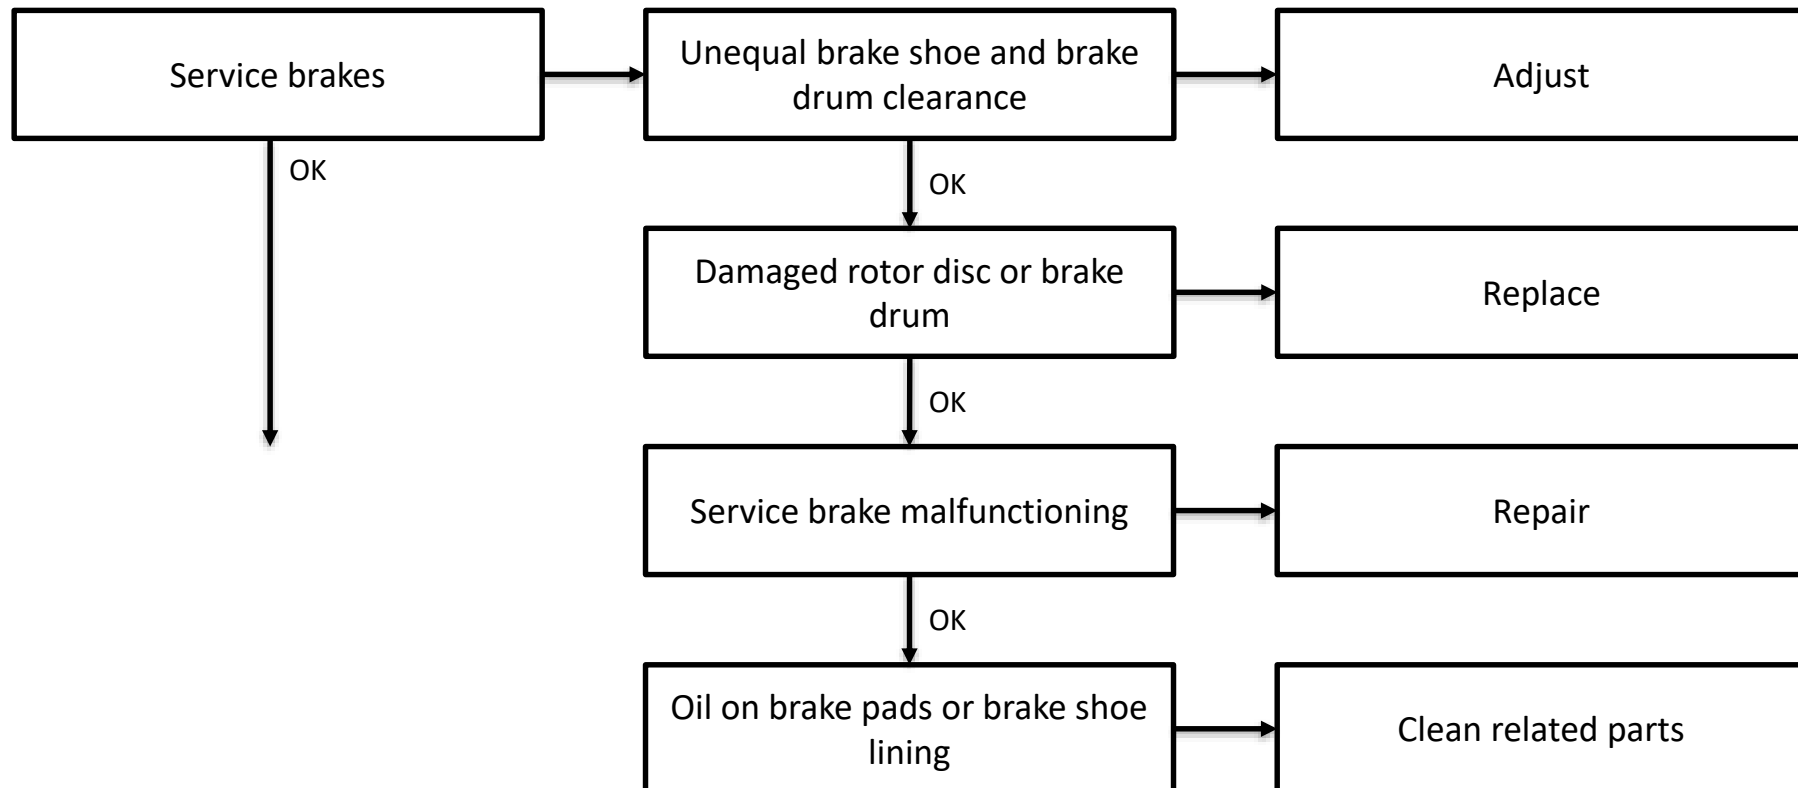 Service brakes
Unequal brake shoe and brake
drum clearance
Adjust
OK
OK
Damaged rotor disc or brake
drum
Replace
OK
Service brake malfunctioning
Repair
OK
Oil on brake pads or brake shoe
lining
Clean related parts